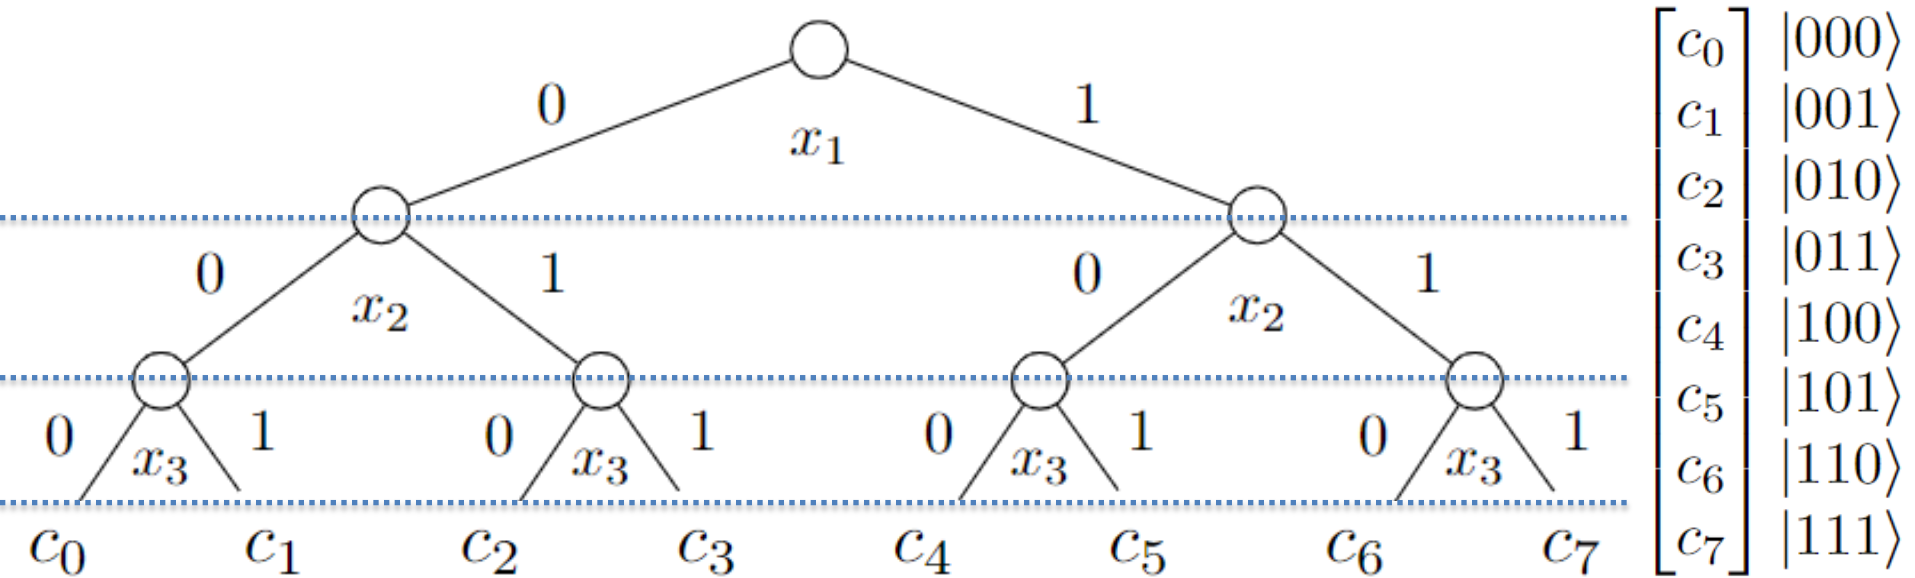 0 1
x₁
0 1 0 1
x₂ x₂
0 1 0 1 0 1 0 1
x₃ x₃ x₃ x₃
c₀ c₁ c₂ c₃ c₄ c₅ c₆ c₇
c₀ |000⟩
c₁ |001⟩
c₂ |010⟩
c₃ |011⟩
c₄ |100⟩
c₅ |101⟩
c₆ |110⟩
c₇ |111⟩